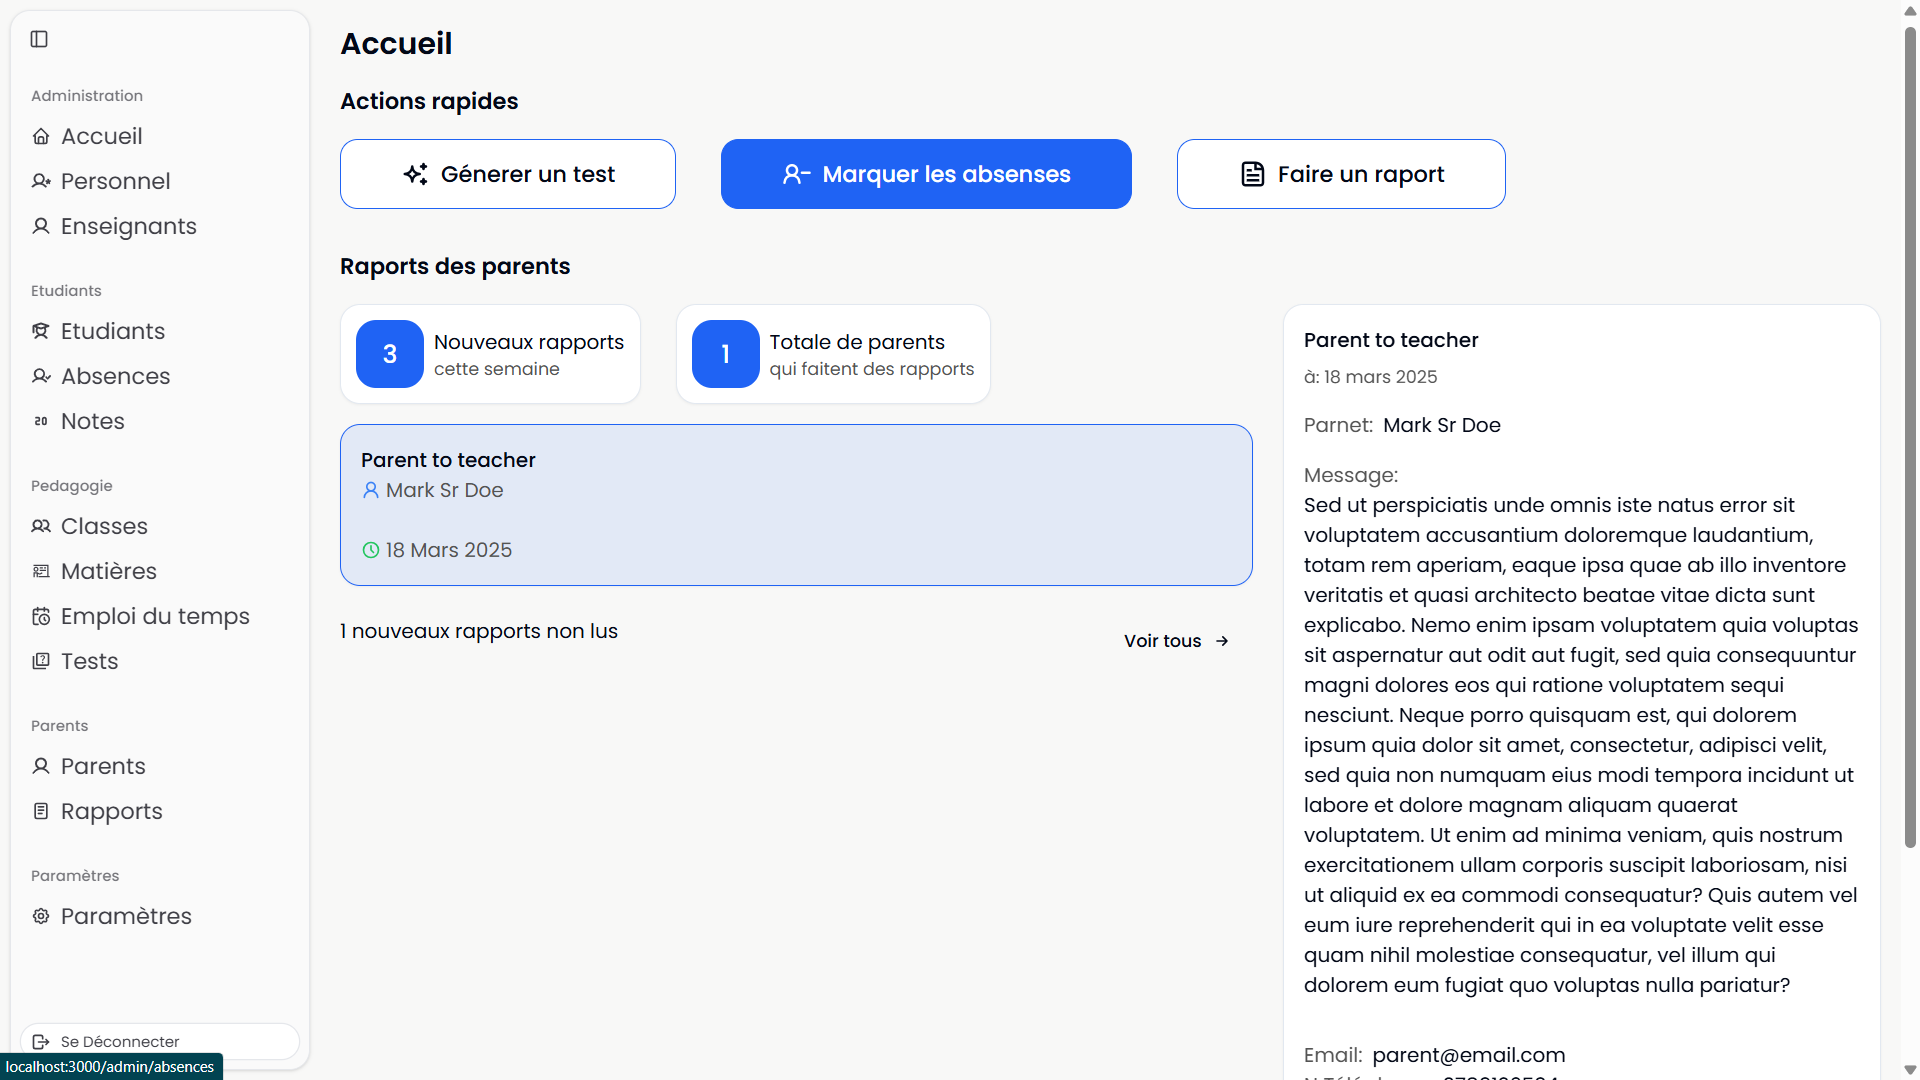 Administration
Accueil
Personnel
Enseignants
Etudiants
Etudiants
Absences
20 Notes
Pedagogie
Classes
Matières
Emploi du temps
Tests
Parents
Parents
Rapports
Paramètres
Paramètres
Se Déconnecter
localhost:3000/admin/absences
Accueil
Actions rapides
Génerer un test
Marquer les absenses
Faire un raport
Raports des parents
3
Nouveaux rapports
cette semaine
1
Totale de parents
qui faitent des rapports
Parent to teacher
Mark Sr Doe
18 Mars 2025
1 nouveaux rapports non lus
Voir tous →
Parent to teacher
à: 18 mars 2025
Parnet: Mark Sr Doe
Message:
Sed ut perspiciatis unde omnis iste natus error sit
voluptatem accusantium doloremque laudantium,
totam rem aperiam, eaque ipsa quae ab illo inventore
veritatis et quasi architecto beatae vitae dicta sunt
explicabo. Nemo enim ipsam voluptatem quia voluptas
sit aspernatur aut odit aut fugit, sed quia consequuntur
magni dolores eos qui ratione voluptatem sequi
nesciunt. Neque porro quisquam est, qui dolorem
ipsum quia dolor sit amet, consectetur, adipisci velit,
sed quia non numquam eius modi tempora incidunt ut
labore et dolore magnam aliquam quaerat
voluptatem. Ut enim ad minima veniam, quis nostrum
exercitationem ullam corporis suscipit laboriosam, nisi
ut aliquid ex ea commodi consequatur? Quis autem vel
eum iure reprehenderit qui in ea voluptate velit esse
quam nihil molestiae consequatur, vel illum qui
dolorem eum fugiat quo voluptas nulla pariatur?
Email: parent@email.com